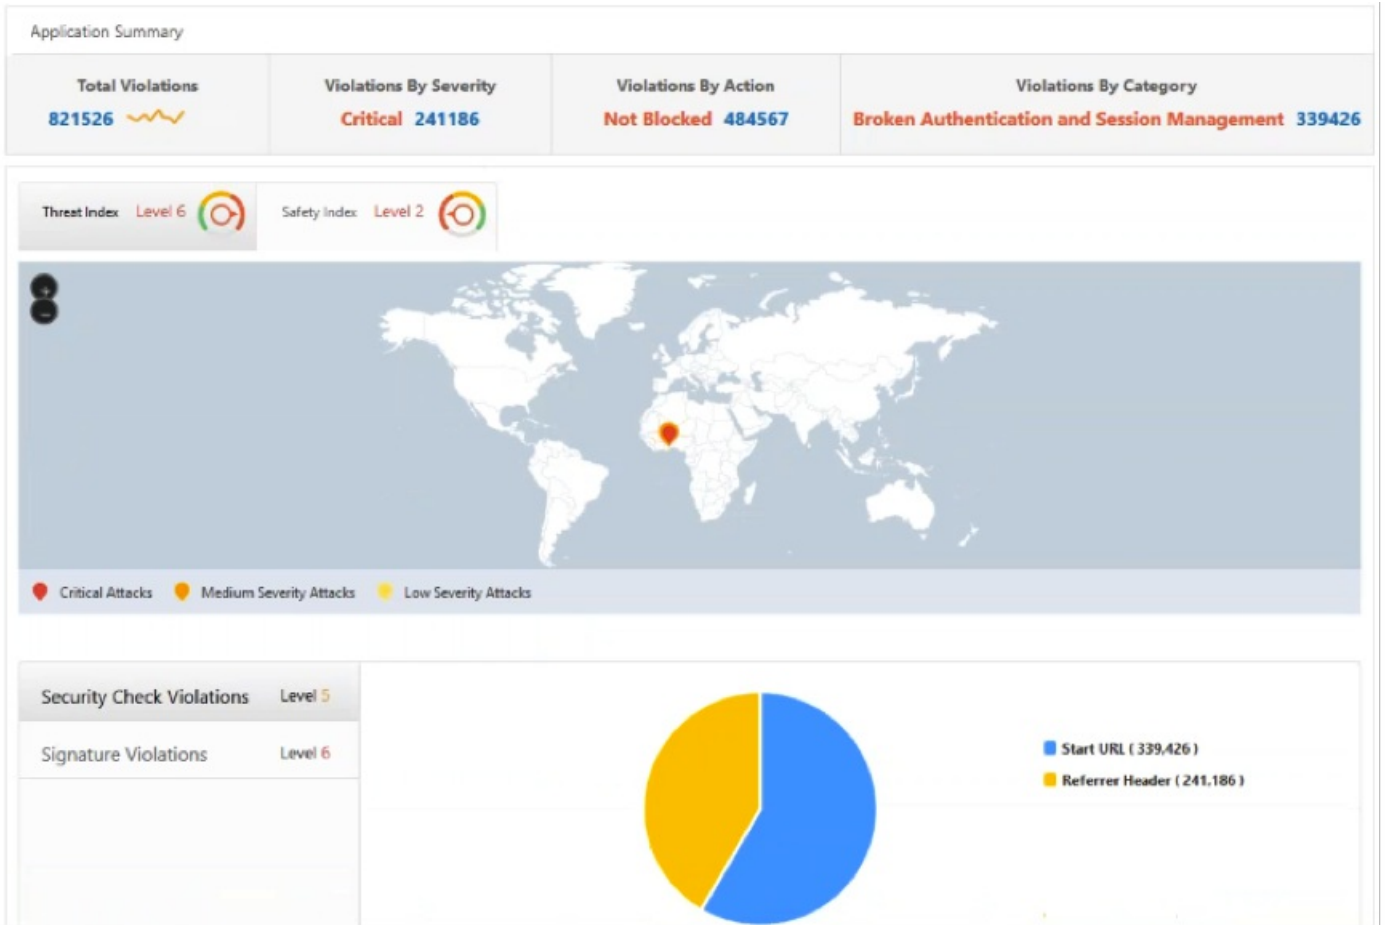 Application Summary
Total Violations
821526
Violations By Severity
Critical 241186
Violations By Action
Not Blocked 484567
Violations By Category
Broken Authentication and Session Management 339426
Threat Index Level 6
Safety Index Level 2
+
-
Critical Attacks
Medium Severity Attacks
Low Severity Attacks
Security Check Violations Level 5
Signature Violations Level 6
Start URL ( 339,426 )
Referrer Header ( 241,186 )